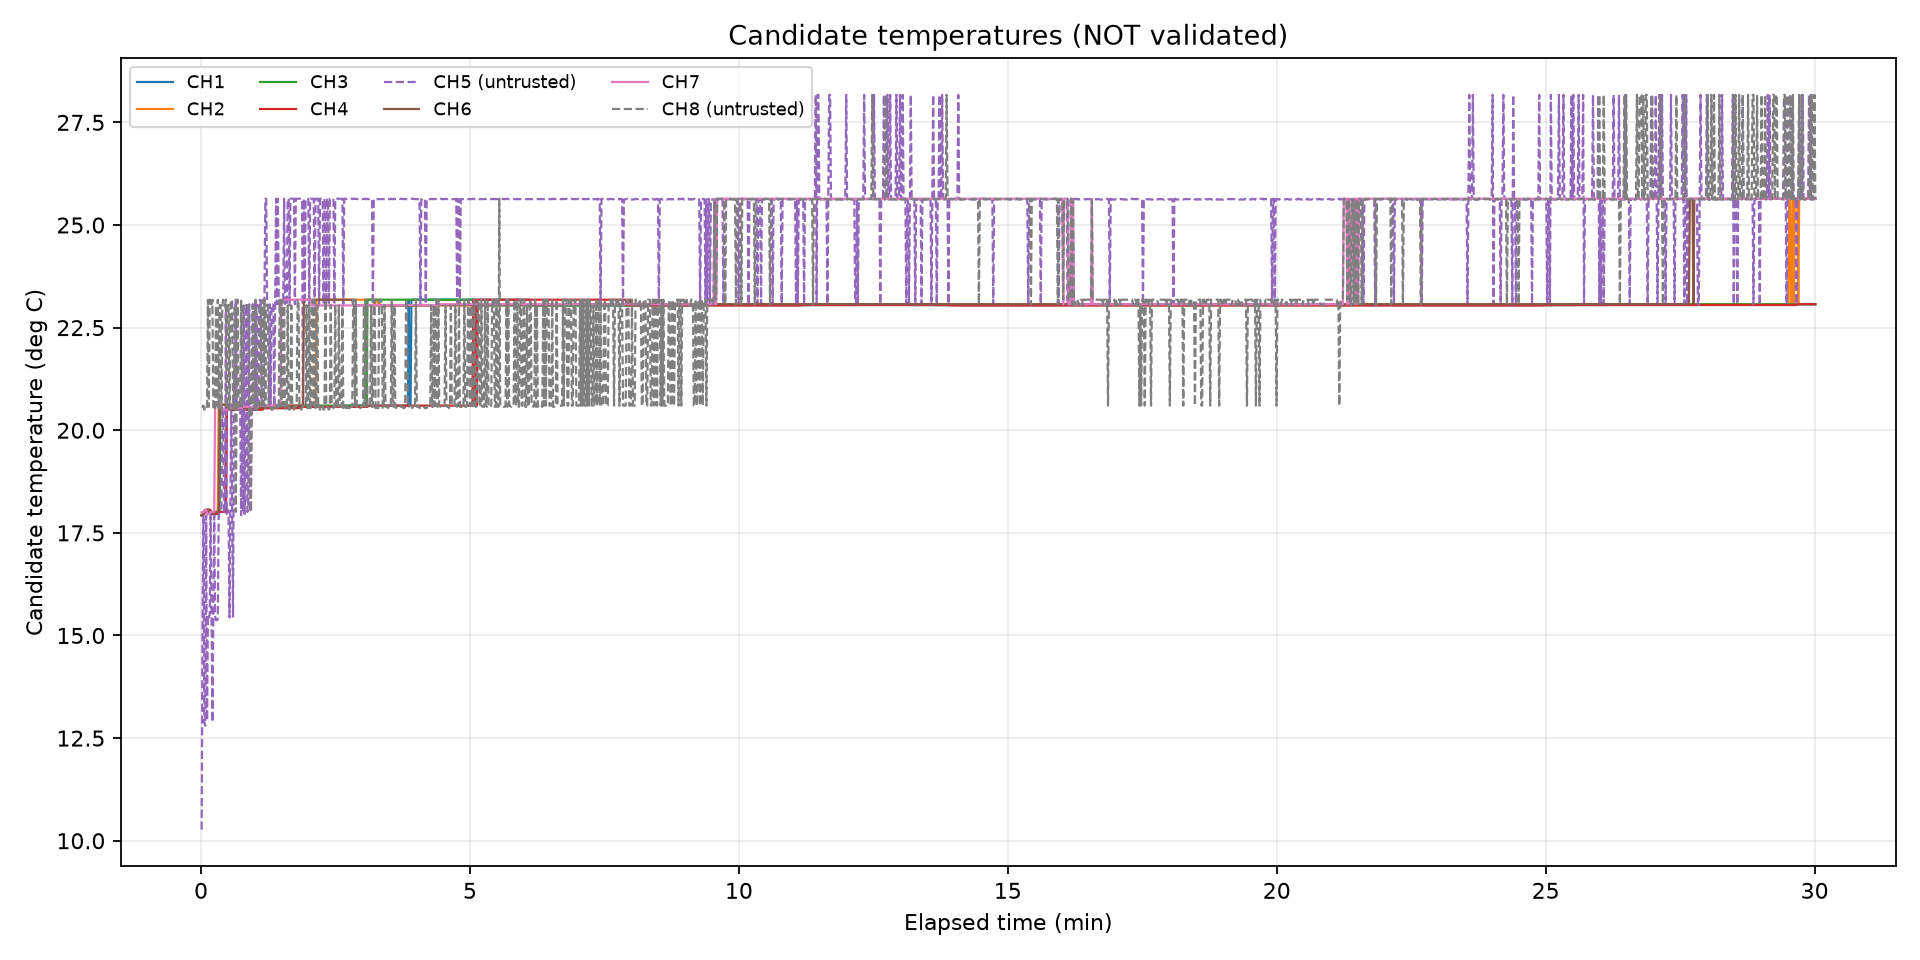 Candidate temperatures (NOT validated)
CH1 CH3 CH5 (untrusted) CH7
CH2 CH4 CH6 CH8 (untrusted)
Candidate temperature (deg C)
27.5
25.0
22.5
20.0
17.5
15.0
12.5
10.0
0 5 10 15 20 25 30
Elapsed time (min)